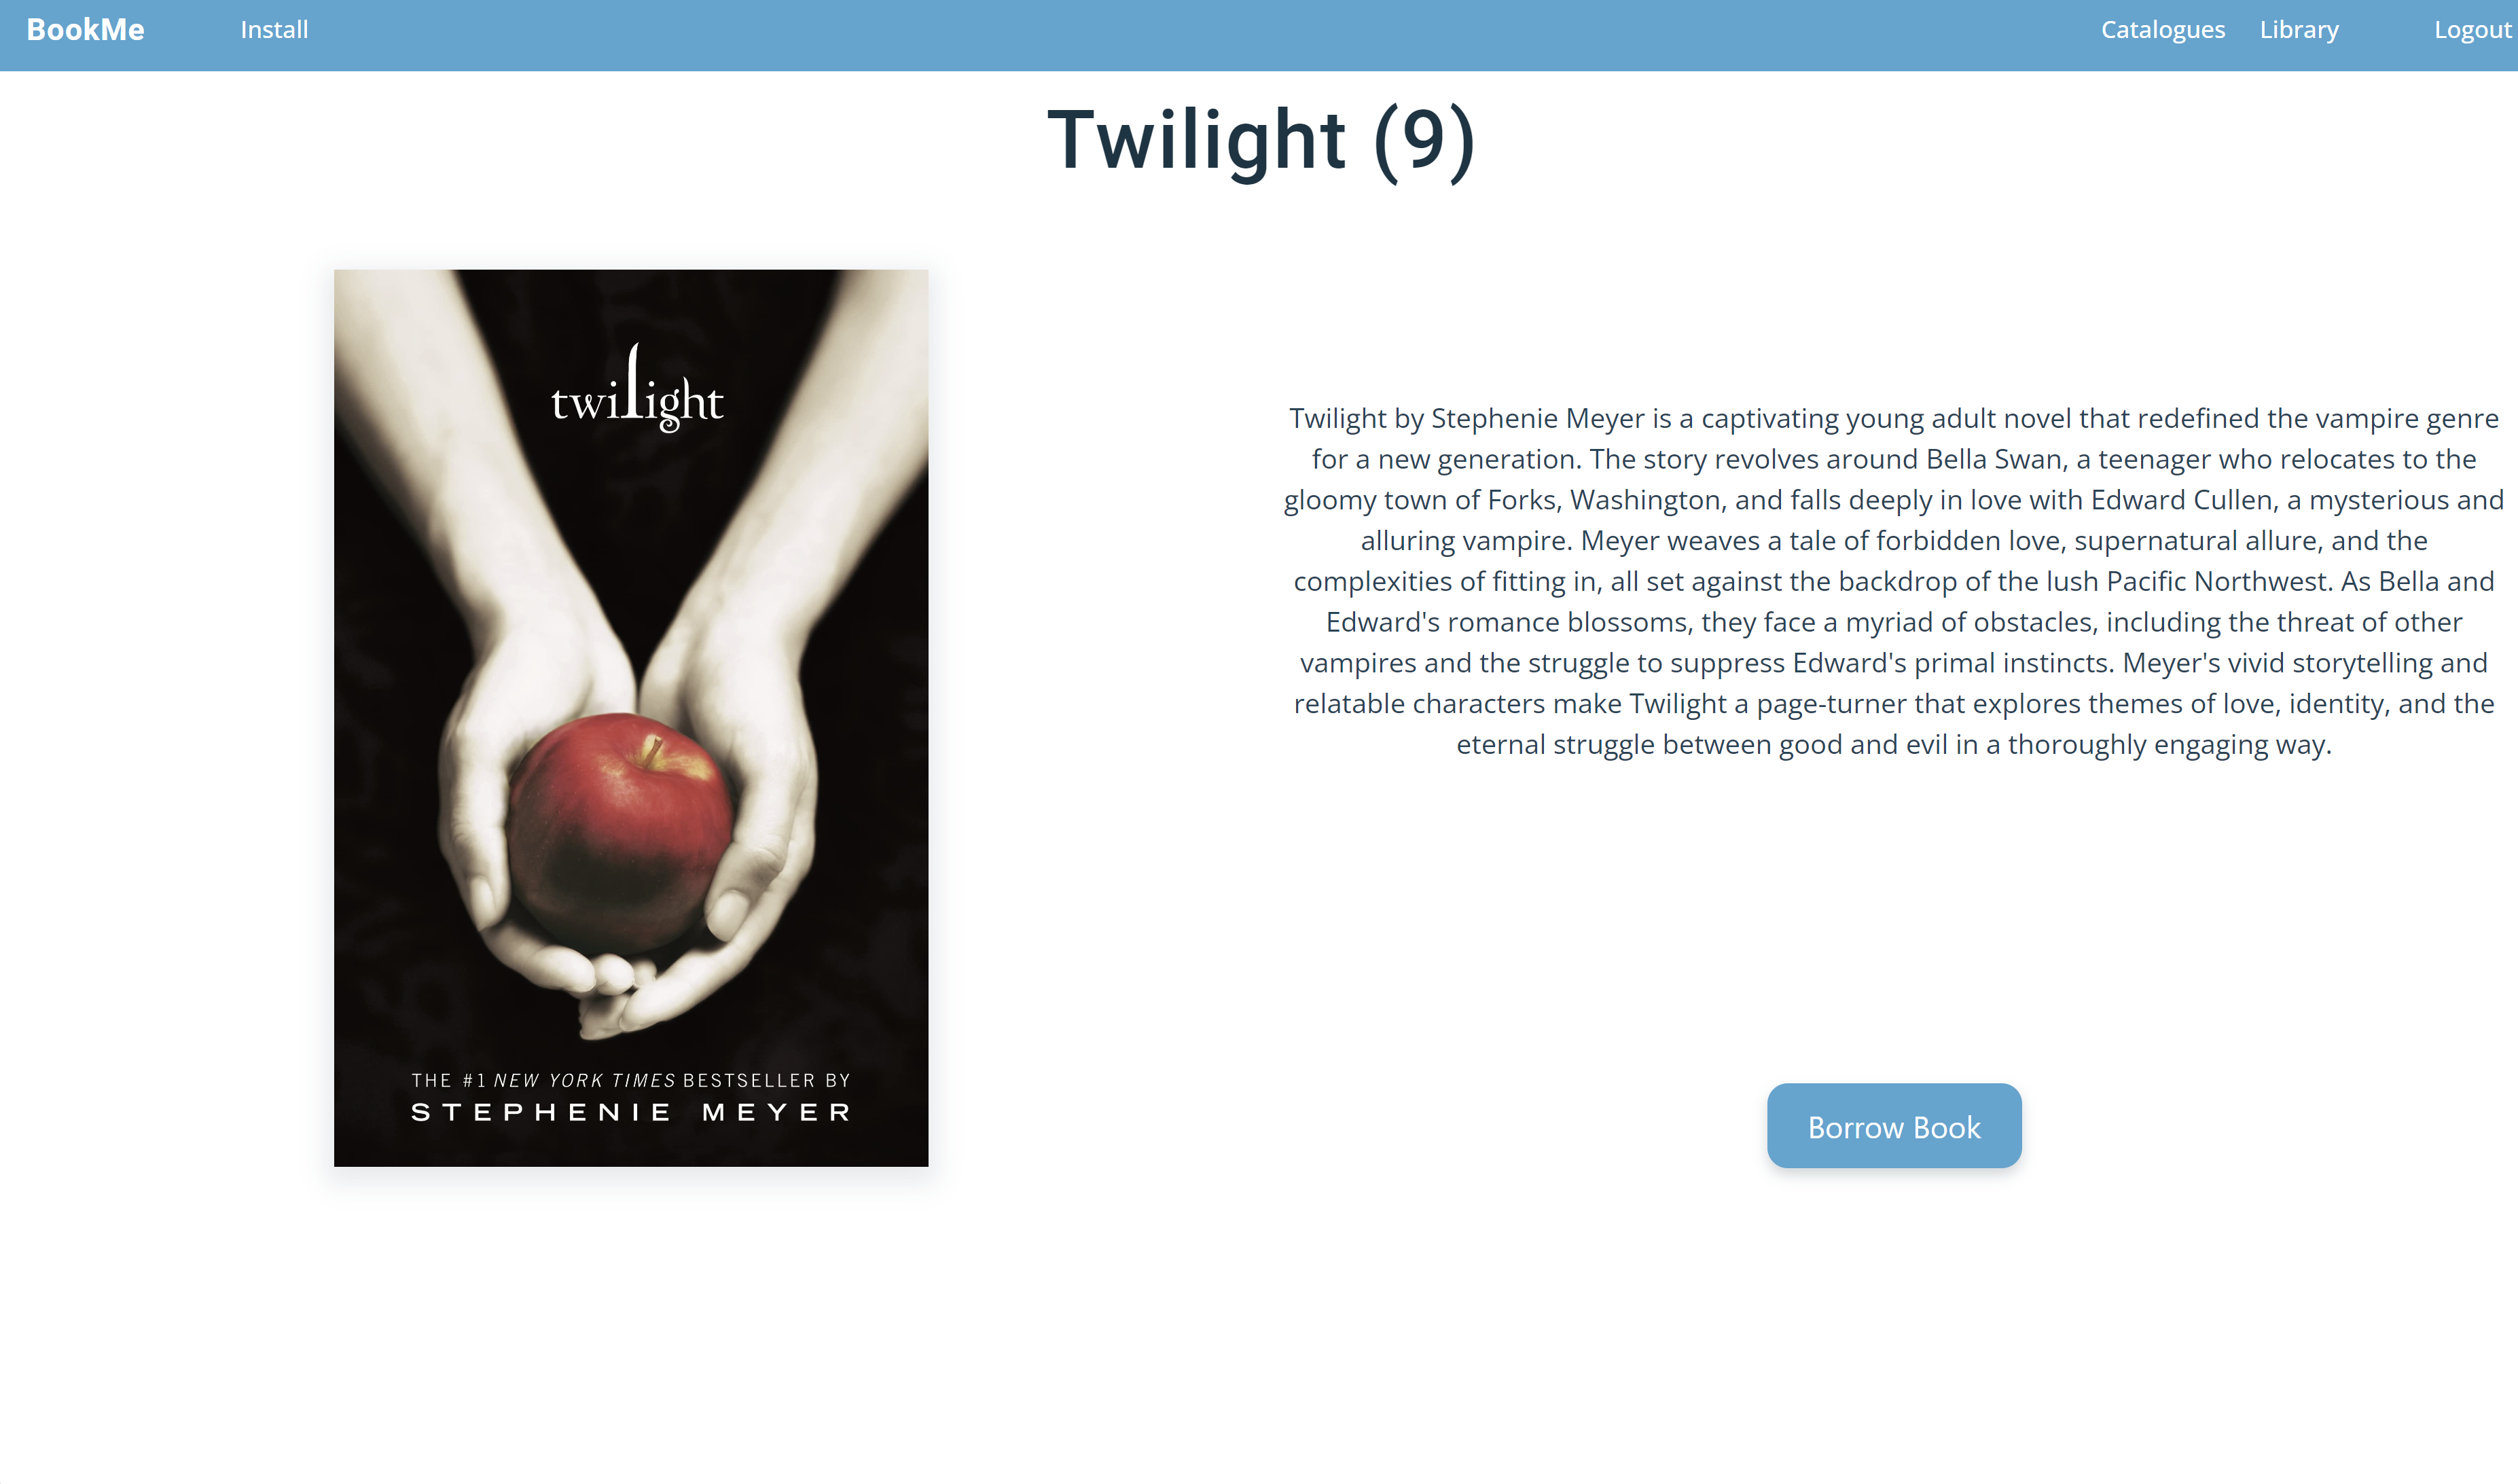 BookMe Install Catalogues Library Logout
Twilight (9)
twilight
THE #1 NEW YORK TIMES BESTSELLER BY
STEPHENIE MEYER
Twilight by Stephenie Meyer is a captivating young adult novel that redefined the vampire genre
for a new generation. The story revolves around Bella Swan, a teenager who relocates to the
gloomy town of Forks, Washington, and falls deeply in love with Edward Cullen, a mysterious and
alluring vampire. Meyer weaves a tale of forbidden love, supernatural allure, and the
complexities of fitting in, all set against the backdrop of the lush Pacific Northwest. As Bella and
Edward's romance blossoms, they face a myriad of obstacles, including the threat of other
vampires and the struggle to suppress Edward's primal instincts. Meyer's vivid storytelling and
relatable characters make Twilight a page-turner that explores themes of love, identity, and the
eternal struggle between good and evil in a thoroughly engaging way.
Borrow Book